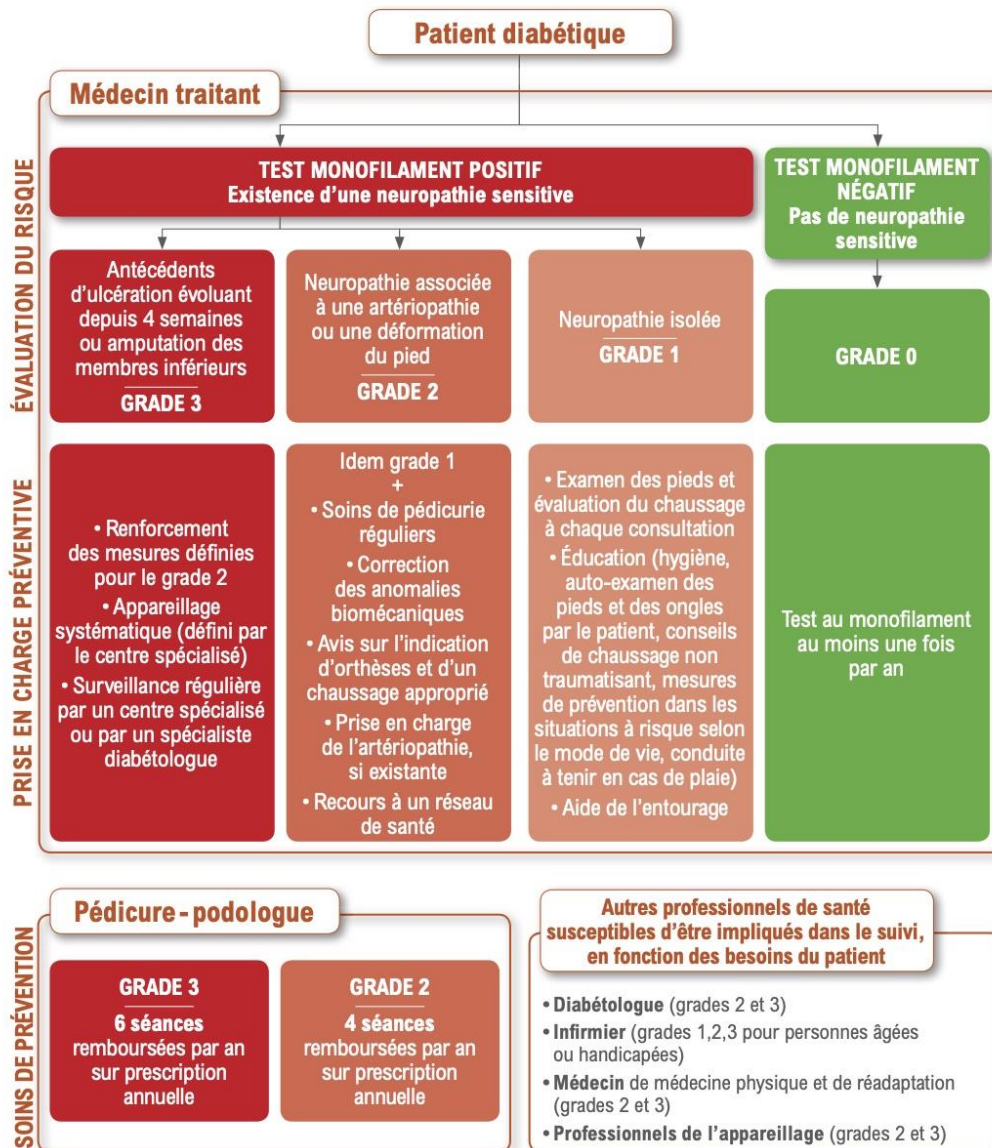 Patient diabétique
Médecin traitant
ÉVALUATION DU RISQUE
TEST MONOFILAMENT POSITIF
Existence d'une neuropathie sensitive
TEST MONOFILAMENT
NÉGATIF
Pas de neuropathie
sensitive
Antécédents
d'ulcération évoluant
depuis 4 semaines
ou amputation des
membres inférieurs
GRADE 3
Neuropathie associée
à une artériopathie
ou une déformation
du pied
GRADE 2
Neuropathie isolée
GRADE 1
GRADE 0
PRISE EN CHARGE PRÉVENTIVE
• Renforcement
des mesures définies
pour le grade 2
• Appareillage
systématique (défini par
le centre spécialisé)
• Surveillance régulière
par un centre spécialisé
ou par un spécialiste
diabétologue
Idem grade 1
+
• Soins de pédicurie
réguliers
• Correction
des anomalies
biomécaniques
• Avis sur l'indication
d'orthèses et d'un
chaussage approprié
• Prise en charge
de l'artériopathie,
si existante
• Recours à un réseau
de santé
• Examen des pieds et
évaluation du chaussage
à chaque consultation
• Éducation (hygiène,
auto-examen des
pieds et des ongles
par le patient, conseils
de chaussage non
traumatisant, mesures
de prévention dans les
situations à risque selon
le mode de vie, conduite
à tenir en cas de plaie)
• Aide de l'entourage
Test au monofilament
au moins une fois
par an
SOINS DE PRÉVENTION
Pédicure - podologue
GRADE 3
6 séances
remboursées par an
sur prescription
annuelle
GRADE 2
4 séances
remboursées par an
sur prescription
annuelle
Autres professionnels de santé
susceptibles d'être impliqués dans le suivi,
en fonction des besoins du patient
• Diabétologue (grades 2 et 3)
• Infirmier (grades 1,2,3 pour personnes âgées
ou handicapées)
• Médecin de médecine physique et de réadaptation
(grades 2 et 3)
• Professionnels de l'appareillage (grades 2 et 3)